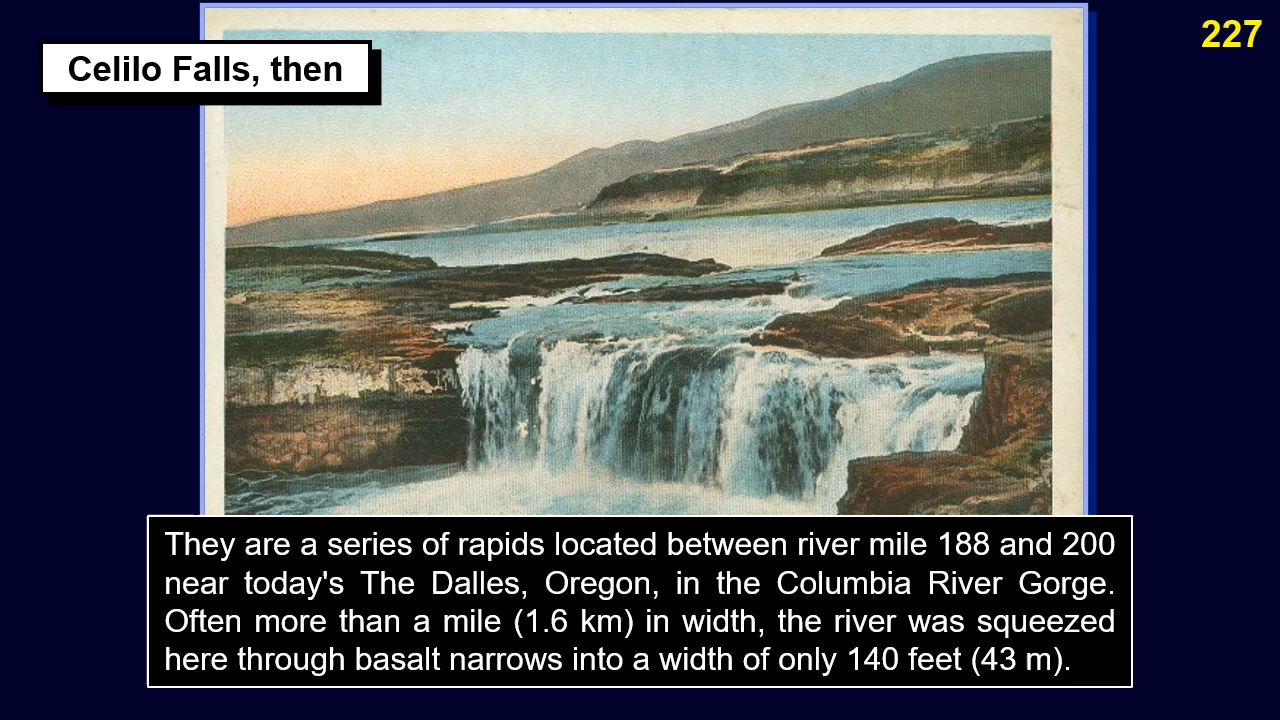 227
Celilo Falls, then
They are a series of rapids located between river mile 188 and 200
near today's The Dalles, Oregon, in the Columbia River Gorge.
Often more than a mile (1.6 km) in width, the river was squeezed
here through basalt narrows into a width of only 140 feet (43 m).